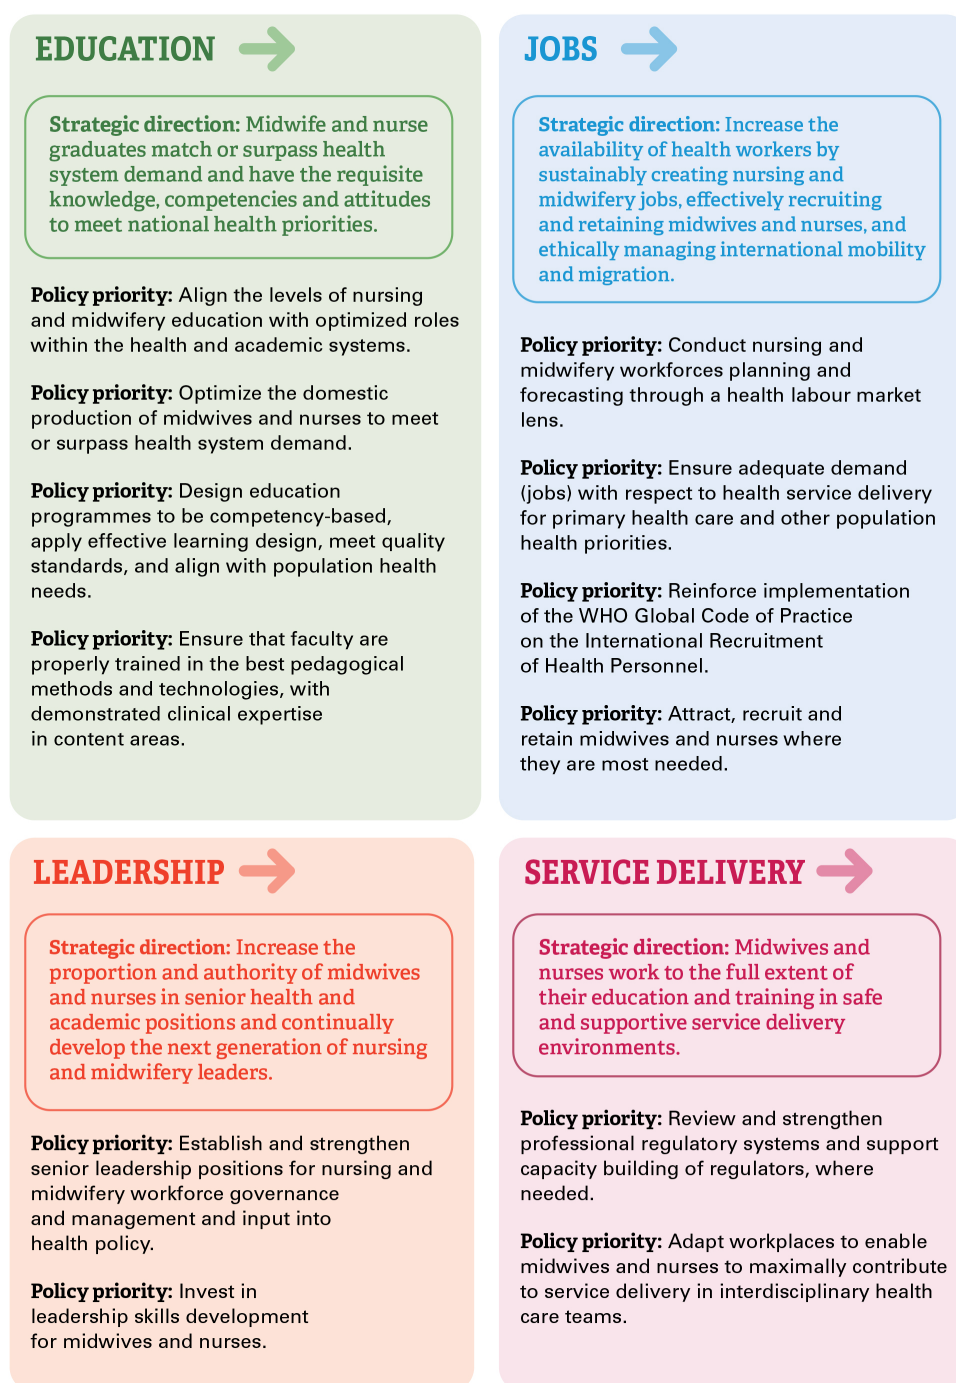 EDUCATION
Strategic direction: Midwife and nurse
graduates match or surpass health
system demand and have the requisite
knowledge, competencies and attitudes
to meet national health priorities.
Policy priority: Align the levels of nursing
and midwifery education with optimized roles
within the health and academic systems.
Policy priority: Optimize the domestic
production of midwives and nurses to meet
or surpass health system demand.
Policy priority: Design education
programmes to be competency-based,
apply effective learning design, meet quality
standards, and align with population health
needs.
Policy priority: Ensure that faculty are
properly trained in the best pedagogical
methods and technologies, with
demonstrated clinical expertise
in content areas.
JOBS
Strategic direction: Increase the
availability of health workers by
sustainably creating nursing and
midwifery jobs, effectively recruiting
and retaining midwives and nurses, and
ethically managing international mobility
and migration.
Policy priority: Conduct nursing and
midwifery workforces planning and
forecasting through a health labour market
lens.
Policy priority: Ensure adequate demand
(jobs) with respect to health service delivery
for primary health care and other population
health priorities.
Policy priority: Reinforce implementation
of the WHO Global Code of Practice
on the International Recruitment
of Health Personnel.
Policy priority: Attract, recruit and
retain midwives and nurses where
they are most needed.
LEADERSHIP
Strategic direction: Increase the
proportion and authority of midwives
and nurses in senior health and
academic positions and continually
develop the next generation of nursing
and midwifery leaders.
Policy priority: Establish and strengthen
senior leadership positions for nursing and
midwifery workforce governance
and management and input into
health policy.
Policy priority: Invest in
leadership skills development
for midwives and nurses.
SERVICE DELIVERY
Strategic direction: Midwives and
nurses work to the full extent of
their education and training in safe
and supportive service delivery
environments.
Policy priority: Review and strengthen
professional regulatory systems and support
capacity building of regulators, where
needed.
Policy priority: Adapt workplaces to enable
midwives and nurses to maximally contribute
to service delivery in interdisciplinary health
care teams.